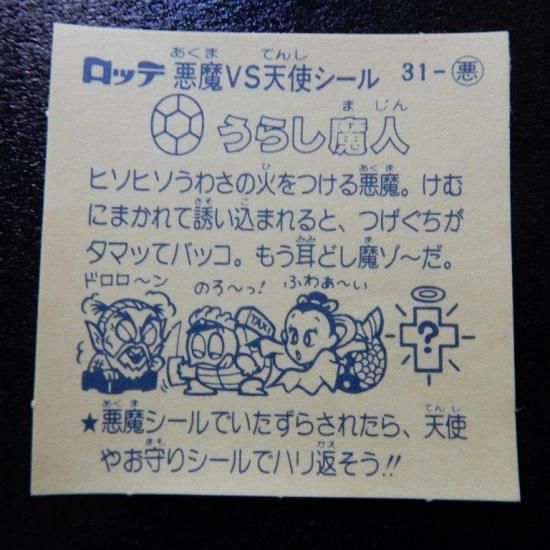 ロッテ 悪魔VS天使シール 31-悪
うらし魔人
ヒソヒソうわさの火をつける悪魔。けむ
にまかれて誘い込まれると、つげぐちが
タマッてバッコ。もう耳どし魔ゾ〜だ。
ドロロ〜ン のろ〜っ! ふわぁ〜い
TAXI
?
★悪魔シールでいたずらされたら、天使
やお守りシールでハリ返そう!!